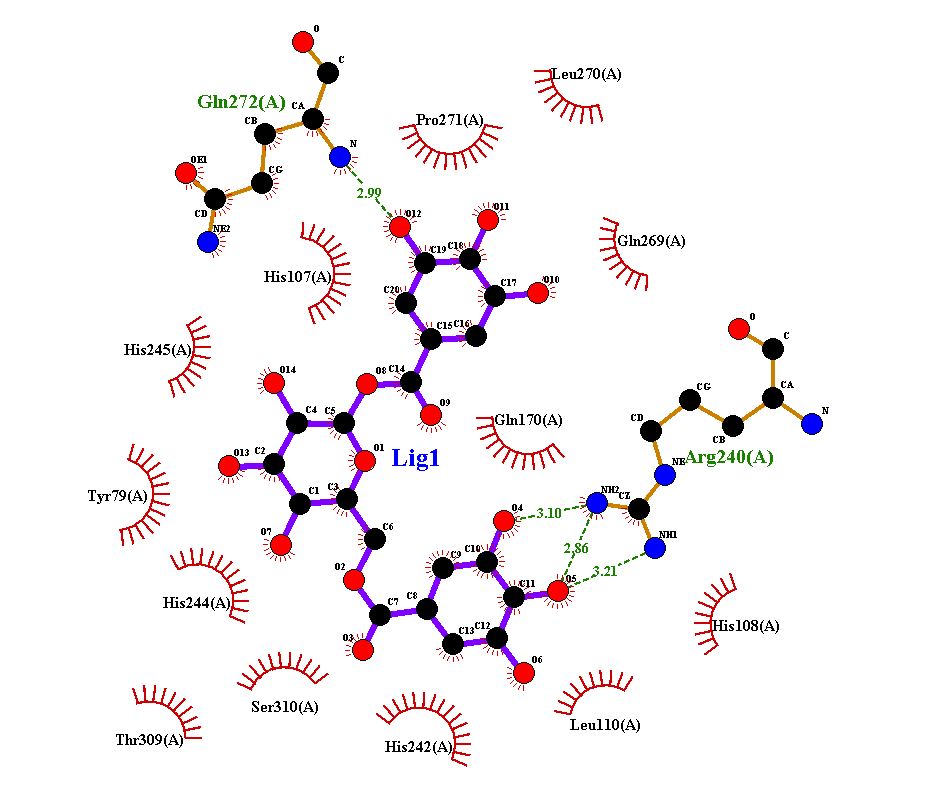 O
C
Leu270(A)
Gln272(A)
CA
CB
Pro271(A)
N
OE1
CG
2.99
CD
NE2
O12
O11
Gln269(A)
C19
C18
His107(A)
C17
O10
C20
O
C15
C16
C
His245(A)
O14
O8
C14
CG
CA
O9
C4
C5
CD
CB
N
Gln170(A)
O13
C2
O1
Lig1
NE
Arg240(A)
C3
NH2
CZ
Tyr79(A)
C1
O4
3.10
O7
C6
NH1
2.86
C9
C10
O2
O5
3.21
C11
His244(A)
C7
C8
His108(A)
O3
C13
C12
O6
Ser310(A)
Leu110(A)
Thr309(A)
His242(A)